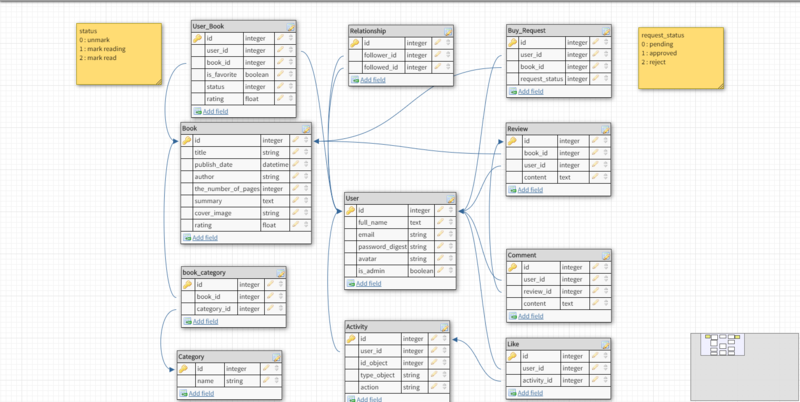 status
0 : unmark
1 : mark reading
2 : mark read
User_Book
id integer
user_id integer
book_id integer
is_favorite boolean
status integer
rating float
Add field
Relationship
id integer
follower_id integer
followed_id integer
Add field
Buy_Request
id integer
user_id integer
book_id integer
request_status integer
Add field
request_status
0 : pending
1 : approved
2 : reject
Book
id integer
title string
publish_date datetime
author string
the_number_of_pages integer
summary text
cover_image string
rating float
Add field
Review
id integer
book_id integer
user_id integer
content text
Add field
User
id integer
full_name text
email string
password_digest string
avatar string
is_admin boolean
Add field
book_category
id integer
book_id integer
category_id integer
Add field
Comment
id integer
user_id integer
review_id integer
content text
Add field
Activity
id integer
user_id integer
id_object integer
type_object string
action string
Add field
Category
id integer
name string
Add field
Like
id integer
user_id integer
activity_id integer
Add field